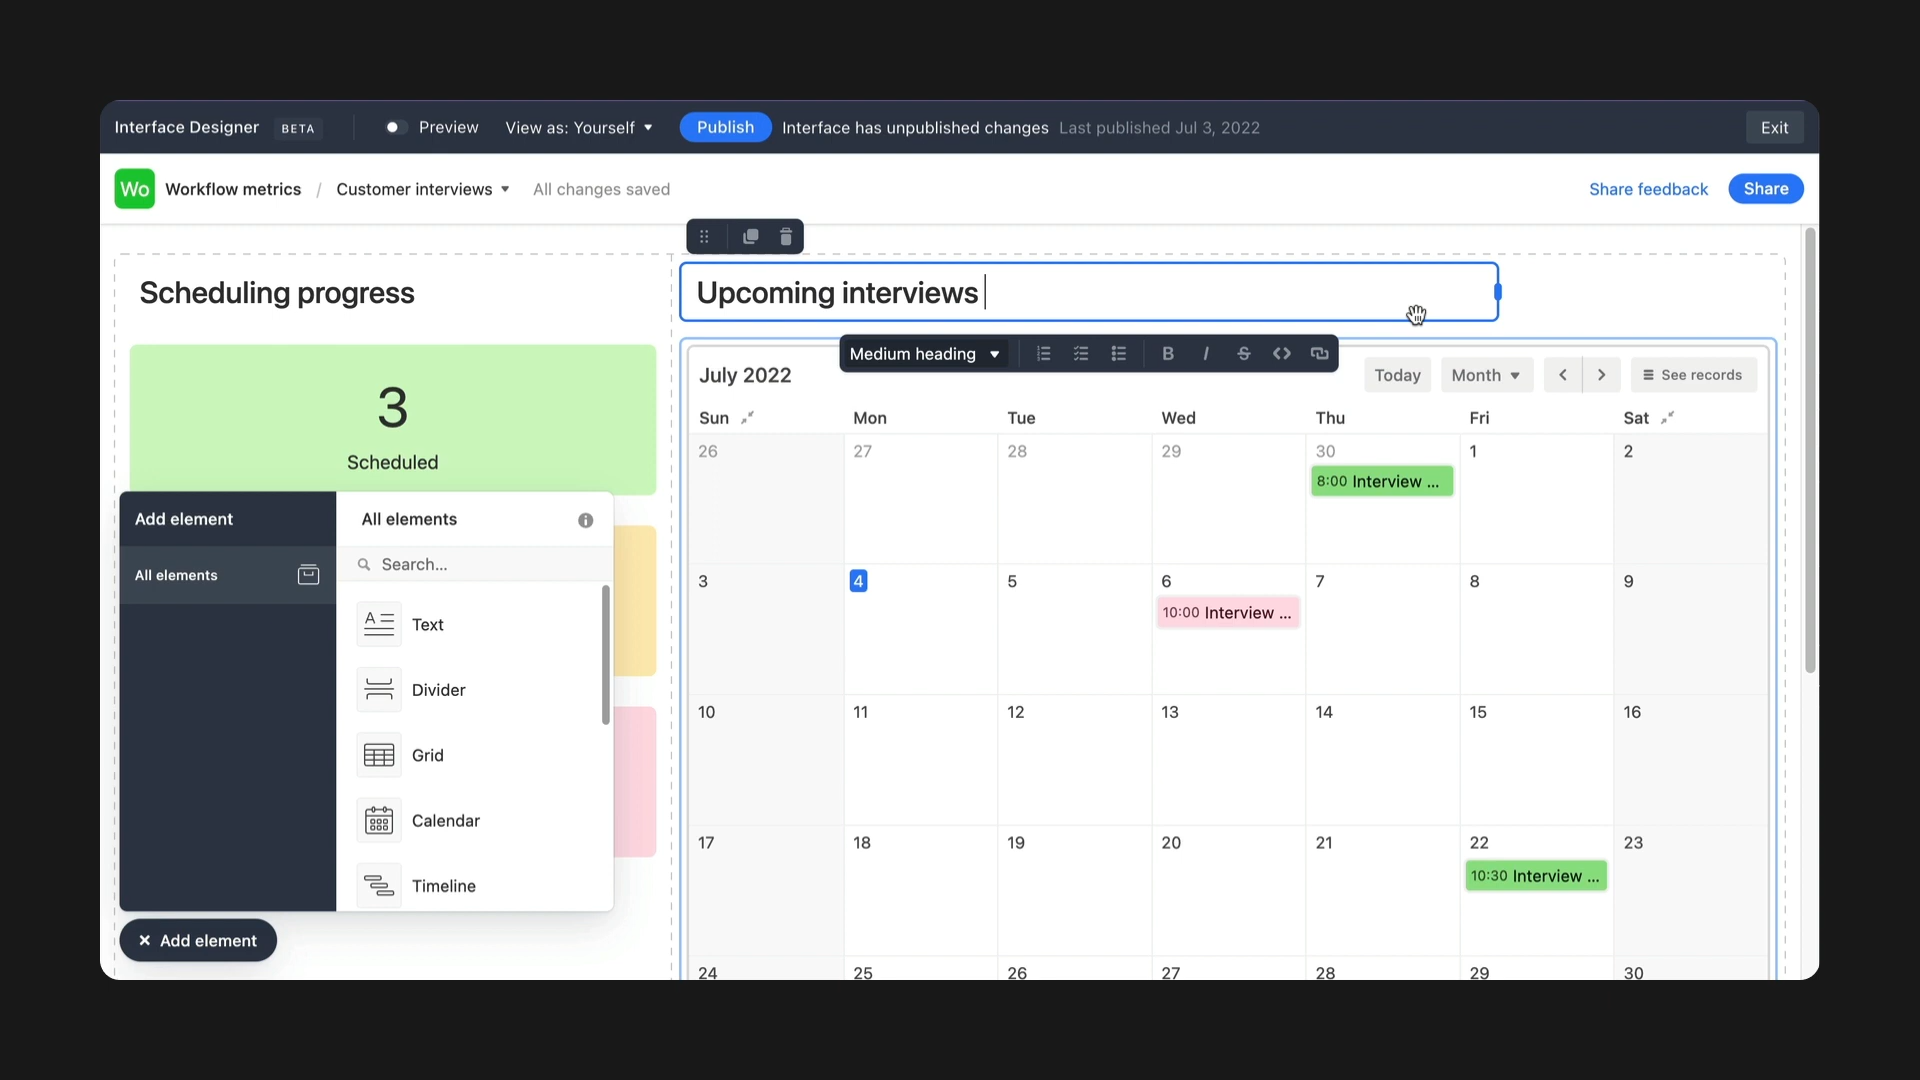 Interface Designer BETA Preview View as: Yourself Publish Interface has unpublished changes Last published Jul 3, 2022 Exit
Wo Workflow metrics / Customer interviews All changes saved Share feedback Share
Scheduling progress
3
Scheduled
Add element
All elements
All elements
Search...
Text
Divider
Grid
Calendar
Timeline
Add element
Upcoming interviews
Medium heading B I S
July 2022 Today Month See records
Sun Mon Tue Wed Thu Fri Sat
26 27 28 29 30 1 2
8:00 Interview ...
3 4 5 6 7 8 9
10:00 Interview ...
10 11 12 13 14 15 16
17 18 19 20 21 22 23
10:30 Interview ...
24 25 26 27 28 29 30